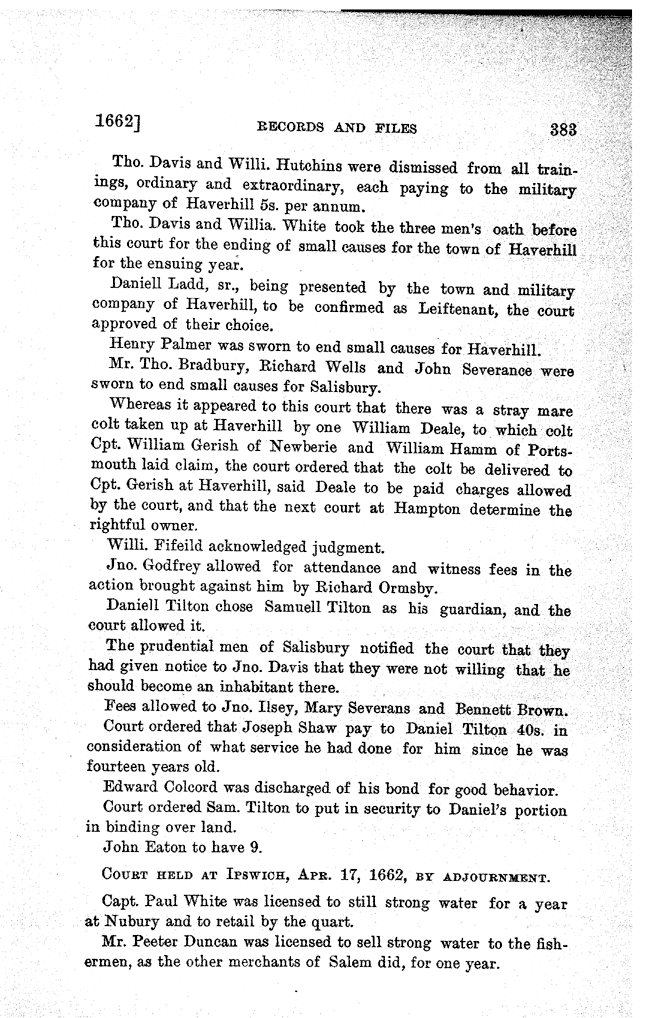 1662] RECORDS AND FILES 383
Tho. Davis and Willi. Hutchins were dismissed from all train-
ings, ordinary and extraordinary, each paying to the military
company of Haverhill 5s. per annum.
Tho. Davis and Willia. White took the three men's oath before
this court for the ending of small causes for the town of Haverhill
for the ensuing year.
Daniell Ladd, sr., being presented by the town and military
company of Haverhill, to be confirmed as Leiftenant, the court
approved of their choice.
Henry Palmer was sworn to end small causes for Haverhill.
Mr. Tho. Bradbury, Richard Wells and John Severance were
sworn to end small causes for Salisbury.
Whereas it appeared to this court that there was a stray mare
colt taken up at Haverhill by one William Deale, to which colt
Cpt. William Gerish of Newberie and William Hamm of Ports-
mouth laid claim, the court ordered that the colt be delivered to
Cpt. Gerish at Haverhill, said Deale to be paid charges allowed
by the court, and that the next court at Hampton determine the
rightful owner.
Willi. Fifeild acknowledged judgment.
Jno. Godfrey allowed for attendance and witness fees in the
action brought against him by Richard Ormsby.
Daniell Tilton chose Samuell Tilton as his guardian, and the
court allowed it.
The prudential men of Salisbury notified the court that they
had given notice to Jno. Davis that they were not willing that he
should become an inhabitant there.
Fees allowed to Jno. Ilsey, Mary Severans and Bennett Brown.
Court ordered that Joseph Shaw pay to Daniel Tilton 40s. in
consideration of what service he had done for him since he was
fourteen years old.
Edward Colcord was discharged of his bond for good behavior.
Court ordered Sam. Tilton to put in security to Daniel's portion
in binding over land.
John Eaton to have 9.
COURT HELD AT IPSWICH, APR. 17, 1662, BY ADJOURNMENT.
Capt. Paul White was licensed to still strong water for a year
at Nubury and to retail by the quart.
Mr. Peeter Duncan was licensed to sell strong water to the fish-
ermen, as the other merchants of Salem did, for one year.